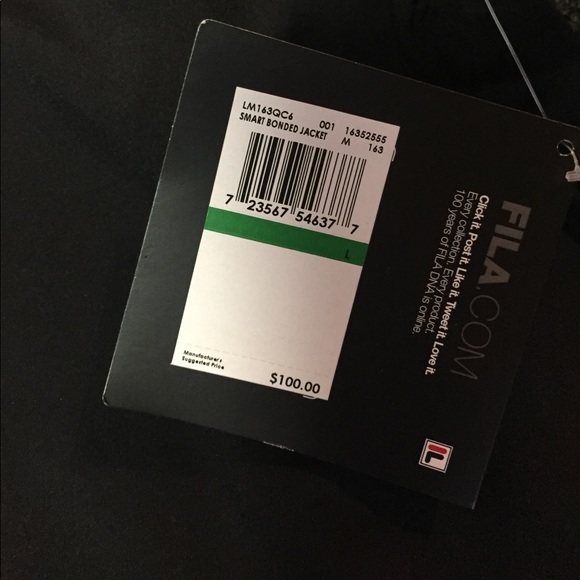 LM163QC6 001 16352555
SMART BONDED JACKET M 163
7 23567 54637 7
L
Manufacturers
Suggested Price
$100.00
FILA.COM
Click it. Post it. Like it. Tweet it. Love it.
Every collection. Every product.
100 years of FILA DNA is online.